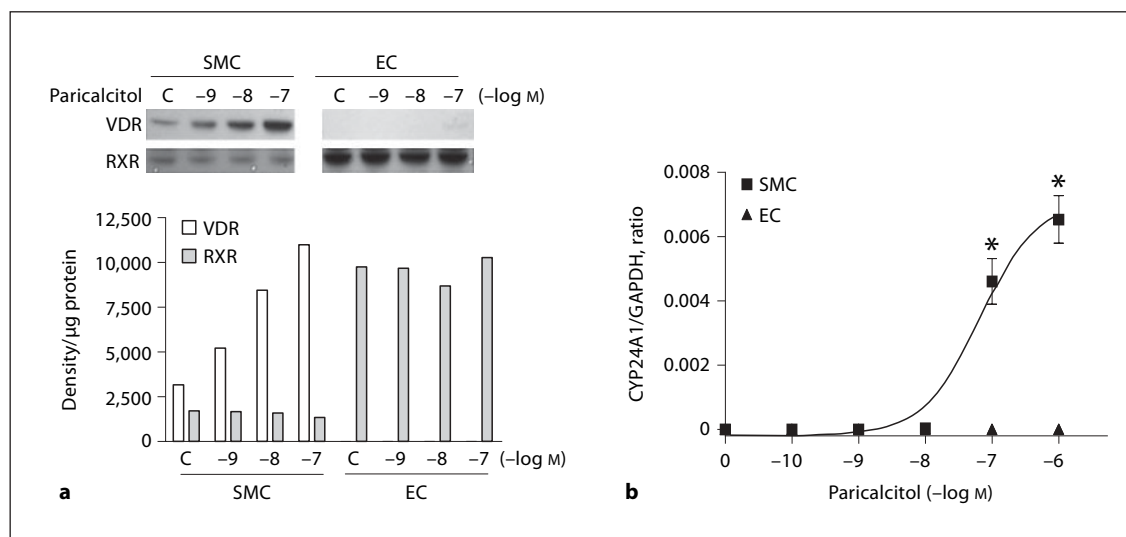 SMC EC
Paricalcitol C –9 –8 –7 C –9 –8 –7 (–log M)
VDR
RXR
12,500
10,000
7,500
5,000
2,500
0
Density/µg protein
VDR
RXR
C –9 –8 –7 C –9 –8 –7 (–log M)
SMC EC
a
0.008
0.006
0.004
0.002
0
CYP24A1/GAPDH, ratio
SMC
EC
*
*
0 –10 –9 –8 –7 –6
Paricalcitol (–log M)
b